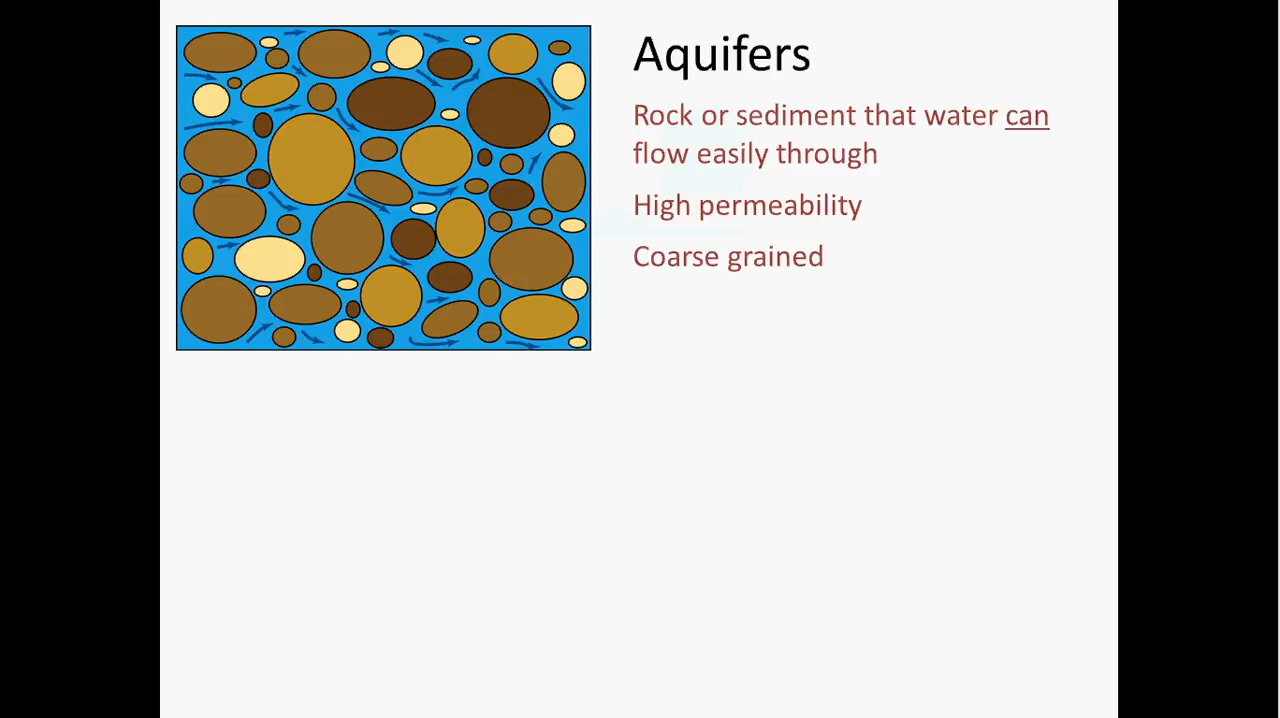 Aquifers
Rock or sediment that water can
flow easily through
High permeability
Coarse grained